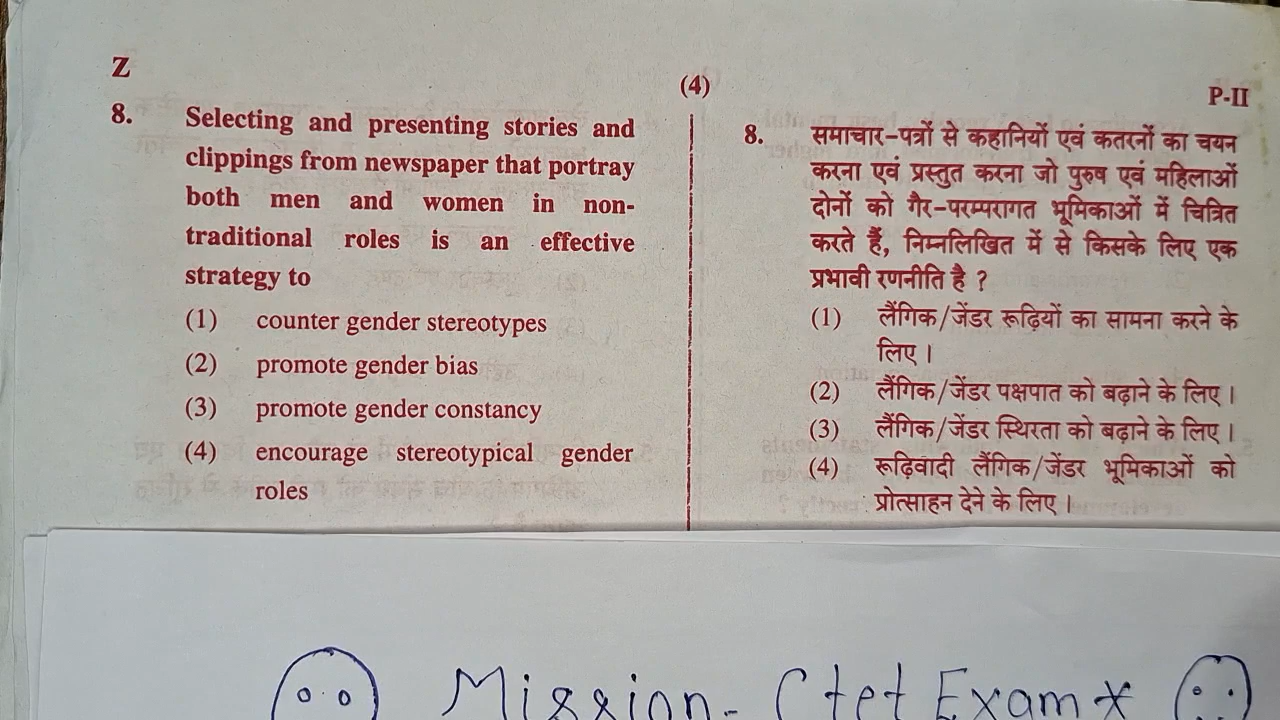 Z
(4)
P-II
8. Selecting and presenting stories and
clippings from newspaper that portray
both men and women in non-
traditional roles is an effective
strategy to
(1) counter gender stereotypes
(2) promote gender bias
(3) promote gender constancy
(4) encourage stereotypical gender
roles
8. समाचार-पत्रों से कहानियों एवं कतरनों का चयन
करना एवं प्रस्तुत करना जो पुरुष एवं महिलाओं
दोनों को गैर-परम्परागत भूमिकाओं में चित्रित
करते हैं, निम्नलिखित में से किसके लिए एक
प्रभावी रणनीति है ?
(1) लैंगिक/जेंडर रूढ़ियों का सामना करने के
लिए ।
(2) लैंगिक/जेंडर पक्षपात को बढ़ाने के लिए ।
(3) लैंगिक/जेंडर स्थिरता को बढ़ाने के लिए ।
(4) रूढ़िवादी लैंगिक/जेंडर भूमिकाओं को
प्रोत्साहन देने के लिए ।
Mission- Ctet Exam *